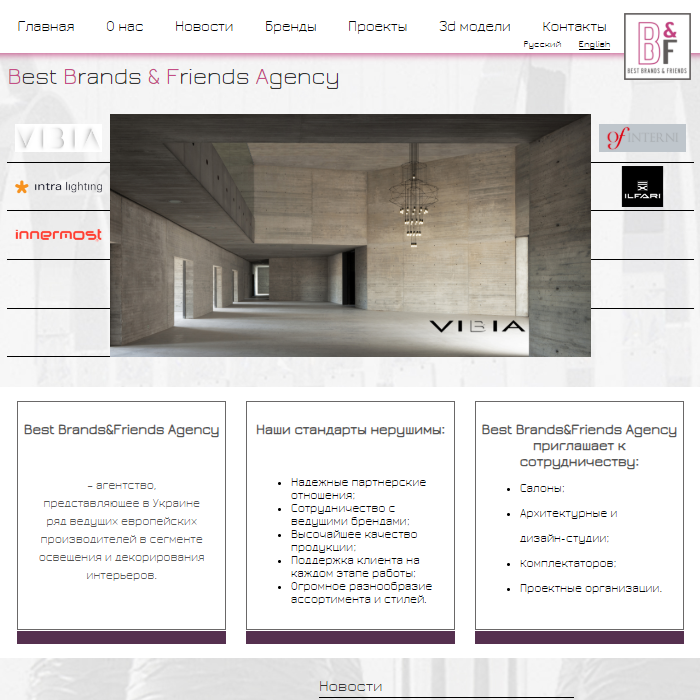 Главная О нас Новости Бренды Проекты 3d модели Контакты
Русский English
B&F
BEST BRANDS & FRIENDS
Best Brands & Friends Agency
VIBIA
intra lighting
innermost
of INTERNI
ILFARI
VIBIA
Best Brands&Friends Agency
– агентство,
представляющее в Украине
ряд ведущих европейских
производителей в сегменте
освещения и декорирования
интерьеров.
Наши стандарты нерушимы:
Надежные партнерские
отношения;
Сотрудничество с
ведущими брендами;
Высочайшее качество
продукции;
Поддержка клиента на
каждом этапе работы;
Огромное разнообразие
ассортимента и стилей.
Best Brands&Friends Agency
приглашает к
сотрудничеству:
Салоны;
Архитектурные и
дизайн-студии;
Комплектаторов;
Проектные организации.
Новости